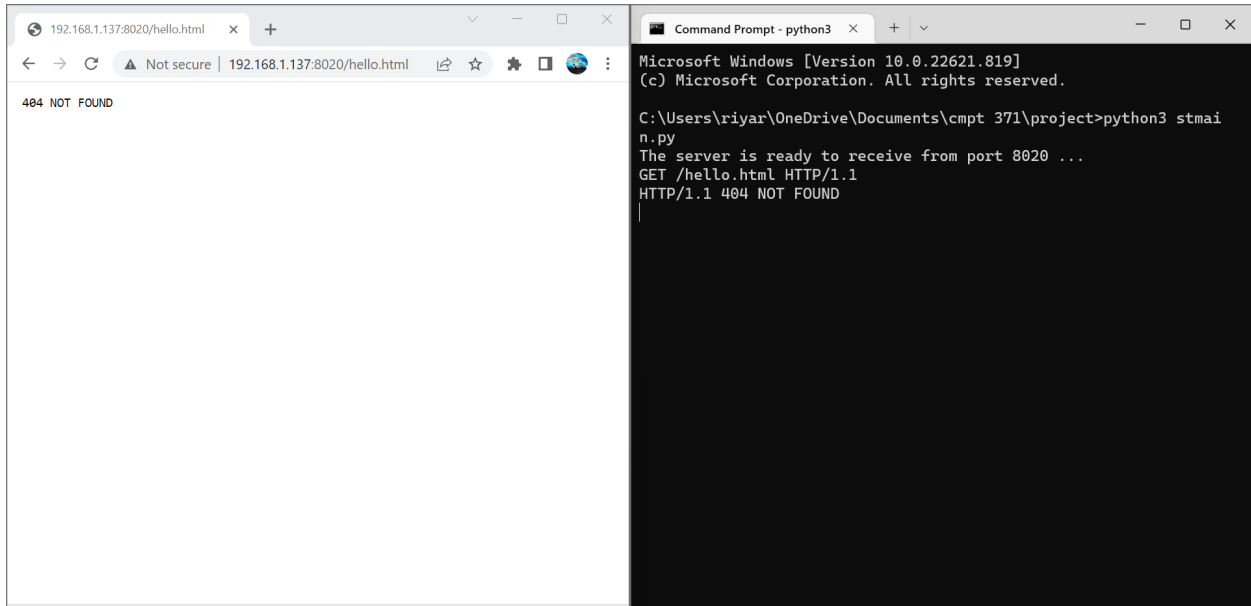 192.168.1.137:8020/hello.html
Not secure | 192.168.1.137:8020/hello.html
404 NOT FOUND
Command Prompt - python3
Microsoft Windows [Version 10.0.22621.819]
(c) Microsoft Corporation. All rights reserved.
C:\Users\riyar\OneDrive\Documents\cmpt 371\project>python3 stmai
n.py
The server is ready to receive from port 8020 ...
GET /hello.html HTTP/1.1
HTTP/1.1 404 NOT FOUND